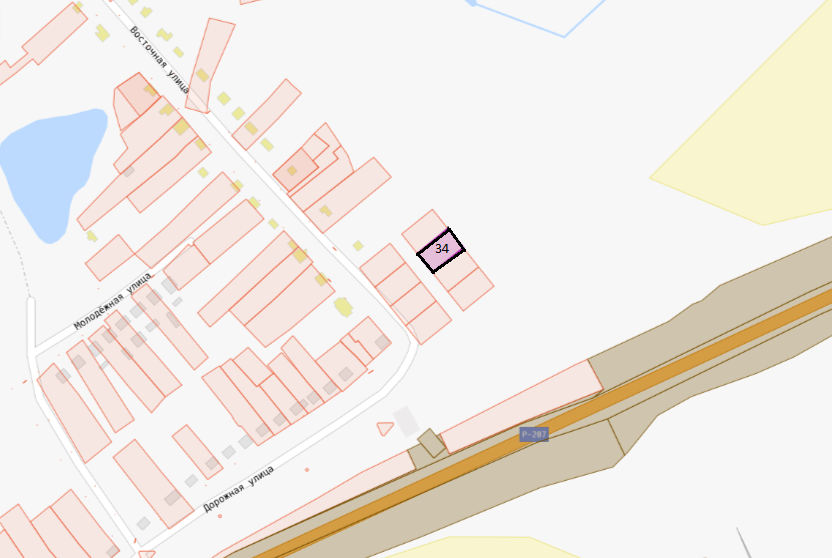 Восточная улица
34
Молодёжная улица
Р-207
Дорожная улица